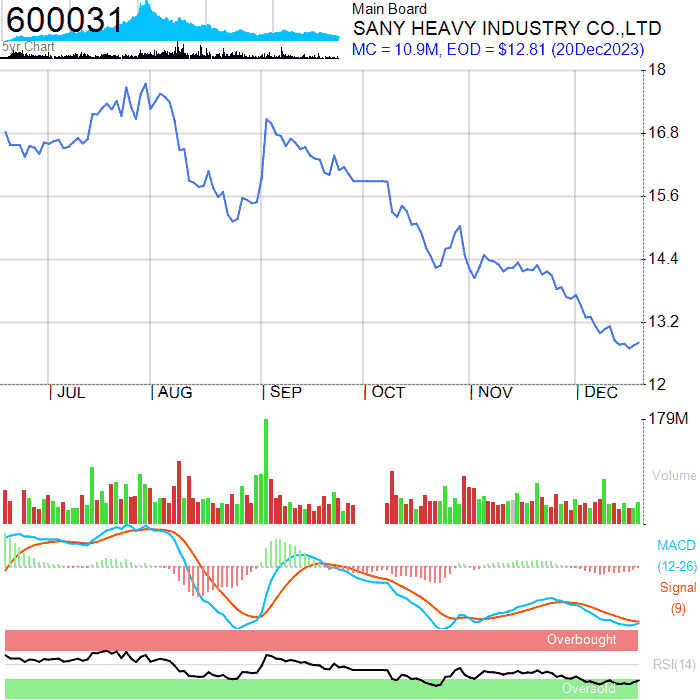 600031
5yr Chart
Main Board
SANY HEAVY INDUSTRY CO.,LTD
MC = 10.9M, EOD = $12.81 (20Dec2023)
18
16.8
15.6
14.4
13.2
12
JUL AUG SEP OCT NOV DEC
179M
Volume
MACD
(12-26)
Signal
(9)
Overbought
RSI(14)
Oversold